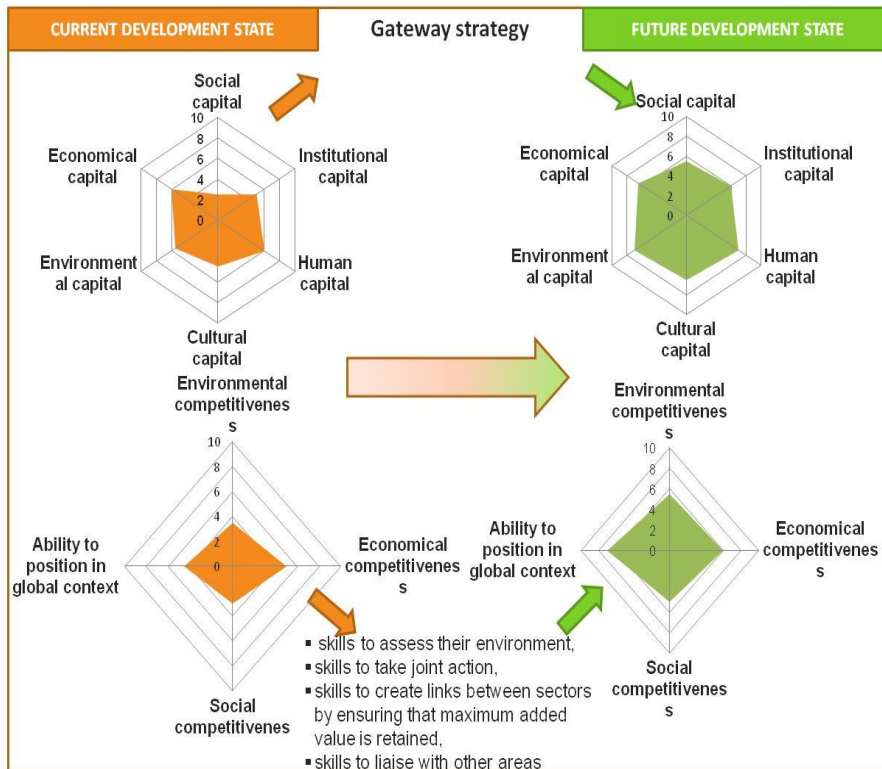 CURRENT DEVELOPMENT STATE
Gateway strategy
FUTURE DEVELOPMENT STATE
Social
capital
10
8
6
4
2
0
Economical
capital
Institutional
capital
Environment
al capital
Human
capital
Cultural
capital
Social capital
10
8
6
4
2
0
Economical
capital
Institutional
capital
Environment
al capital
Human
capital
Cultural
capital
Environmental
competitivenes
s
10
8
6
4
2
0
Ability to
position in
global context
Economical
competitivenes
s
Social
competitivenes
s
Environmental
competitivenes
s
10
8
6
4
2
0
Ability to
position in
global context
Economical
competitivenes
s
Social
competitivenes
s
▪ skills to assess their environment,
▪ skills to take joint action,
▪ skills to create links between sectors
by ensuring that maximum added
value is retained,
▪ skills to liaise with other areas